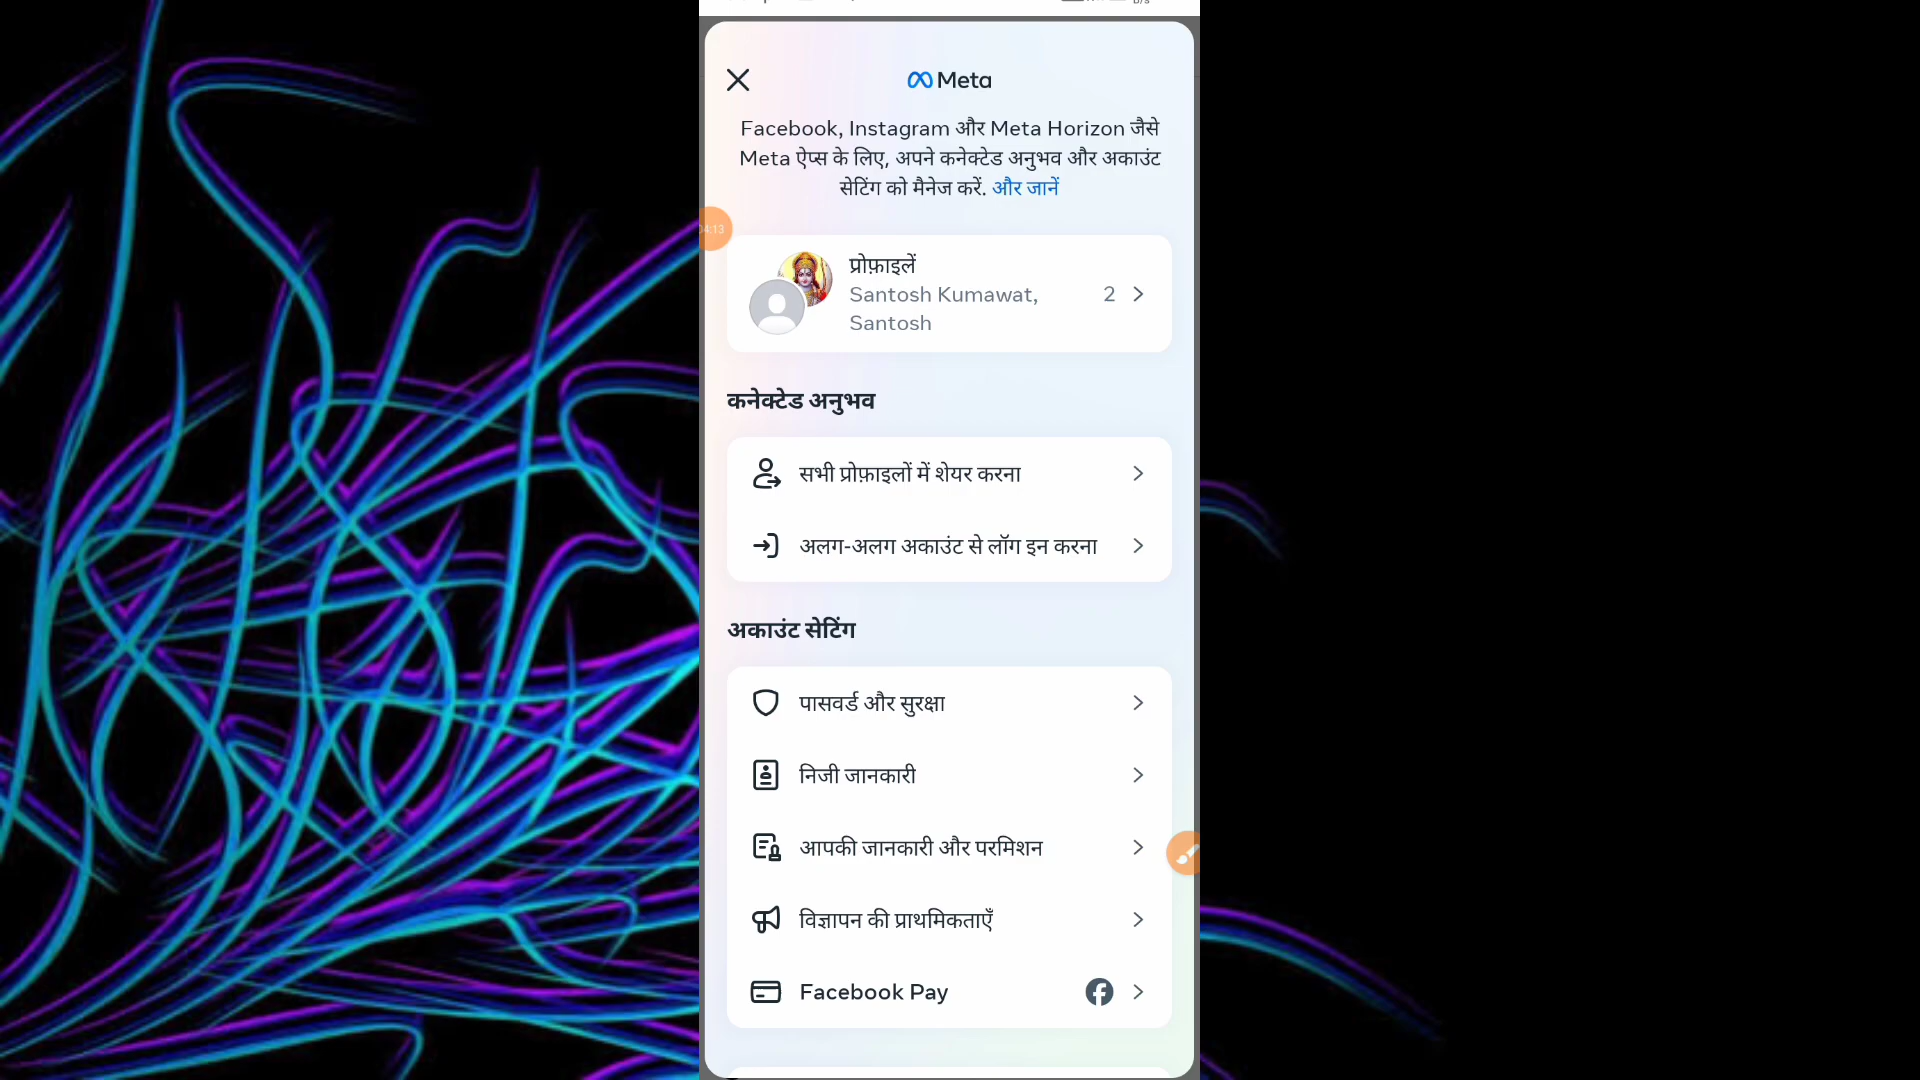 Meta
Facebook, Instagram और Meta Horizon जैसे
Meta ऐप्स के लिए, अपने कनेक्टेड अनुभव और अकाउंट
सेटिंग को मैनेज करें. और जानें
04:13
प्रोफ़ाइलें
Santosh Kumawat,
Santosh
2
कनेक्टेड अनुभव
सभी प्रोफ़ाइलों में शेयर करना
अलग-अलग अकाउंट से लॉग इन करना
अकाउंट सेटिंग
पासवर्ड और सुरक्षा
निजी जानकारी
आपकी जानकारी और परमिशन
विज्ञापन की प्राथमिकताएँ
Facebook Pay